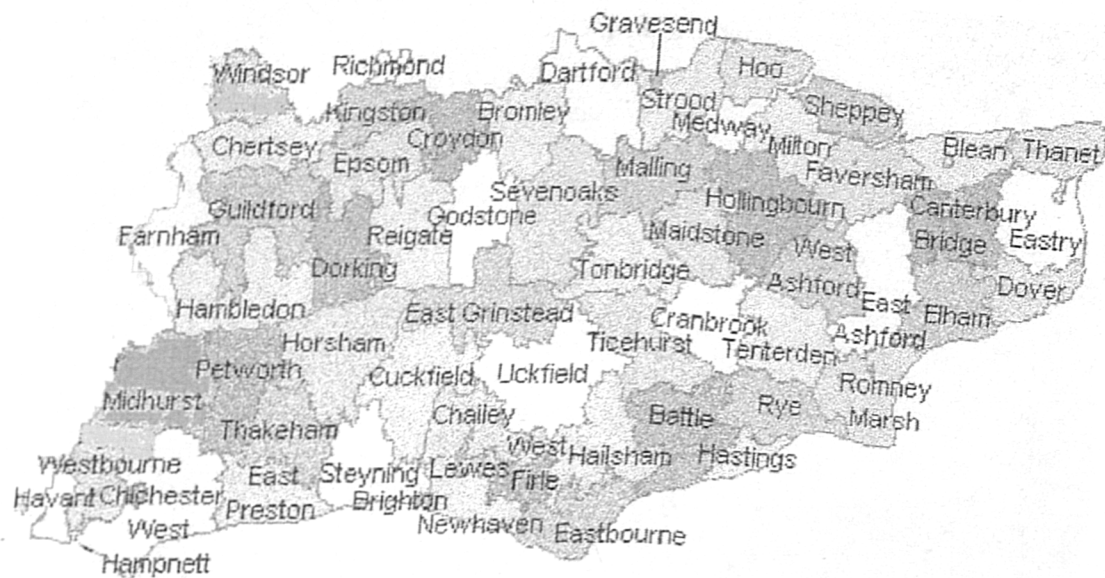 Gravesend
Windsor
Richmond
Dartford
Hoo
Kingston
Bromley
Strood
Sheppey
Chertsey
Croydon
Medway
Epsom
Milton
Blean
Thanet
Malling
Faversham
Sevenoaks
Hollingbourn
Guildford
Godstone
Canterbury
Farnham
Reigate
Maidstone
West
Bridge
Eastry
Dorking
Tonbridge
Ashford
Dover
Hambledon
East
East Grinstead
Cranbrook
Ashford
Elham
Horsham
Ticehurst
Tenterden
Petworth
Cuckfield
Uckfield
Romney
Midhurst
Chailey
Battle
Rye
Marsh
Thakeham
West
Hailsham
Hastings
Westbourne
East
Steyning
Lewes
Firle
Havant
Chichester
Preston
Brighton
Newhaven
Eastbourne
West
Hampnett